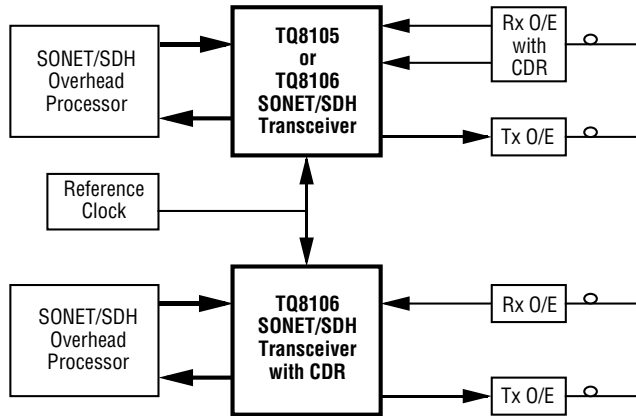 SONET/SDH
Overhead
Processor
TQ8105
or
TQ8106
SONET/SDH
Transceiver
Rx O/E
with
CDR
Tx O/E
Reference
Clock
SONET/SDH
Overhead
Processor
TQ8106
SONET/SDH
Transceiver
with CDR
Rx O/E
Tx O/E